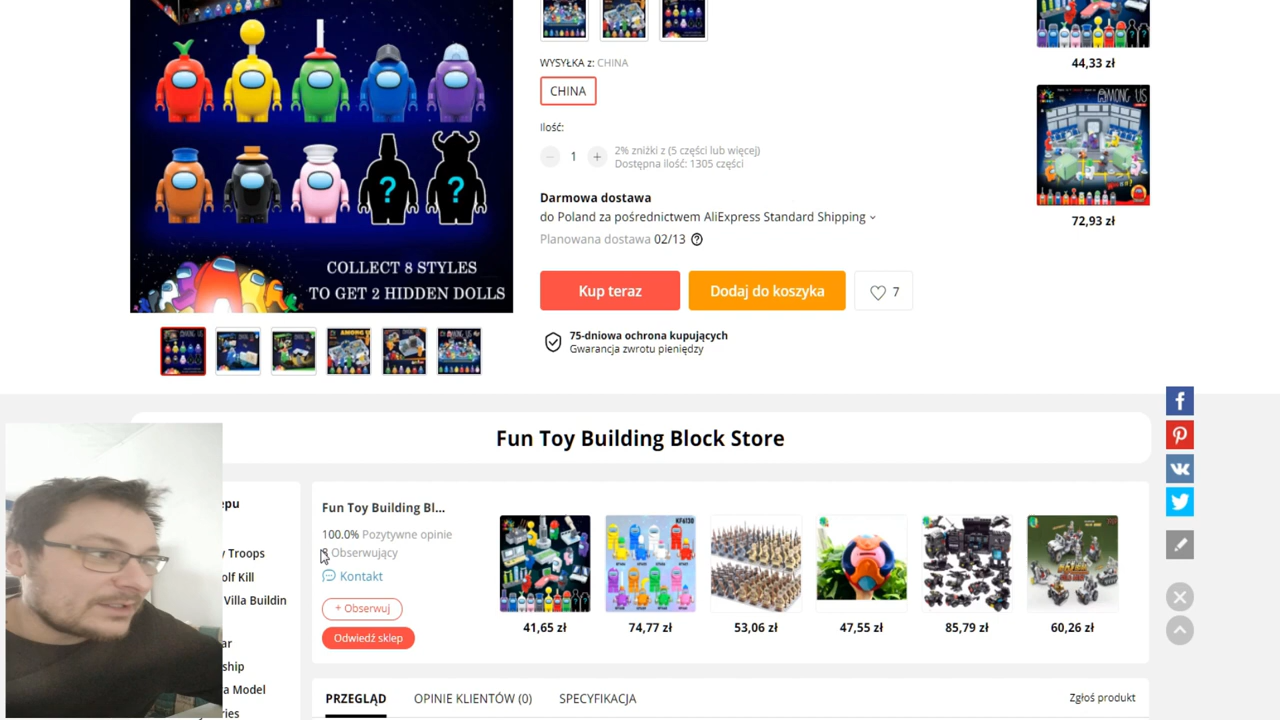 COLLECT 8 STYLES
TO GET 2 HIDDEN DOLLS
WYSYŁKA z: CHINA
CHINA
Ilość:
1
2% zniżki z (5 części lub więcej)
Dostępna ilość: 1305 części
Darmowa dostawa
do Poland za pośrednictwem AliExpress Standard Shipping
Planowana dostawa 02/13
Kup teraz
Dodaj do koszyka
7
75-dniowa ochrona kupujących
Gwarancja zwrotu pieniędzy
44,33 zł
AMONG US
72,93 zł
Fun Toy Building Block Store
Troops
Kill
Villa Buildin
Model
Fun Toy Building Bl...
100.0% Pozytywne opinie
Obserwujący
Kontakt
+ Obserwuj
Odwiedź sklep
KF6130
41,65 zł
74,77 zł
53,06 zł
47,55 zł
85,79 zł
60,26 zł
PRZEGLĄD
OPINIE KLIENTÓW (0)
SPECYFIKACJA
Zgłoś produkt